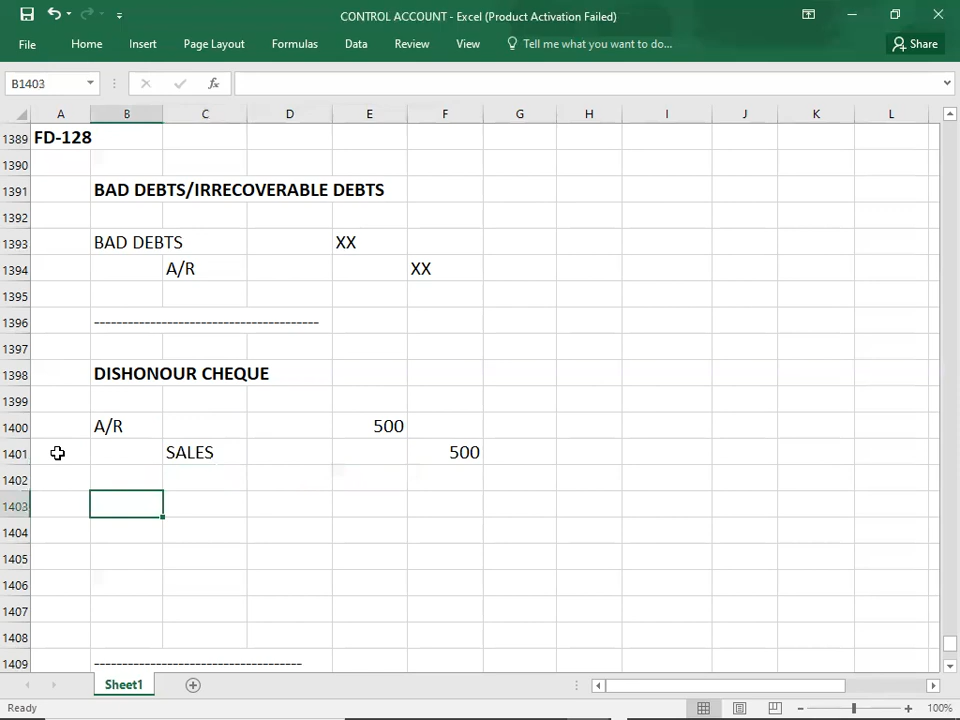 CONTROL ACCOUNT - Excel (Product Activation Failed)
File Home Insert Page Layout Formulas Data Review View Tell me what you want to do... Share
B1403 fx
A B C D E F G H I J K L
1389 FD-128
1390
1391 BAD DEBTS/IRRECOVERABLE DEBTS
1392
1393 BAD DEBTS XX
1394 A/R XX
1395
1396 ----------------------------------------
1397
1398 DISHONOUR CHEQUE
1399
1400 A/R 500
1401 SALES 500
1402
1403
1404
1405
1406
1407
1408
1409 -------------------------------------
Sheet1
Ready 100%